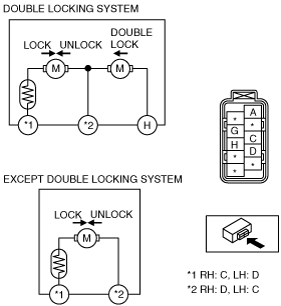 DOUBLE LOCKING SYSTEM
DOUBLE
LOCK UNLOCK LOCK
M M
*1 *2 H
A
* *
G C
H D
* *
*
EXCEPT DOUBLE LOCKING SYSTEM
LOCK UNLOCK
M
*1 *2
*1 RH: C, LH: D
*2 RH: D, LH: C